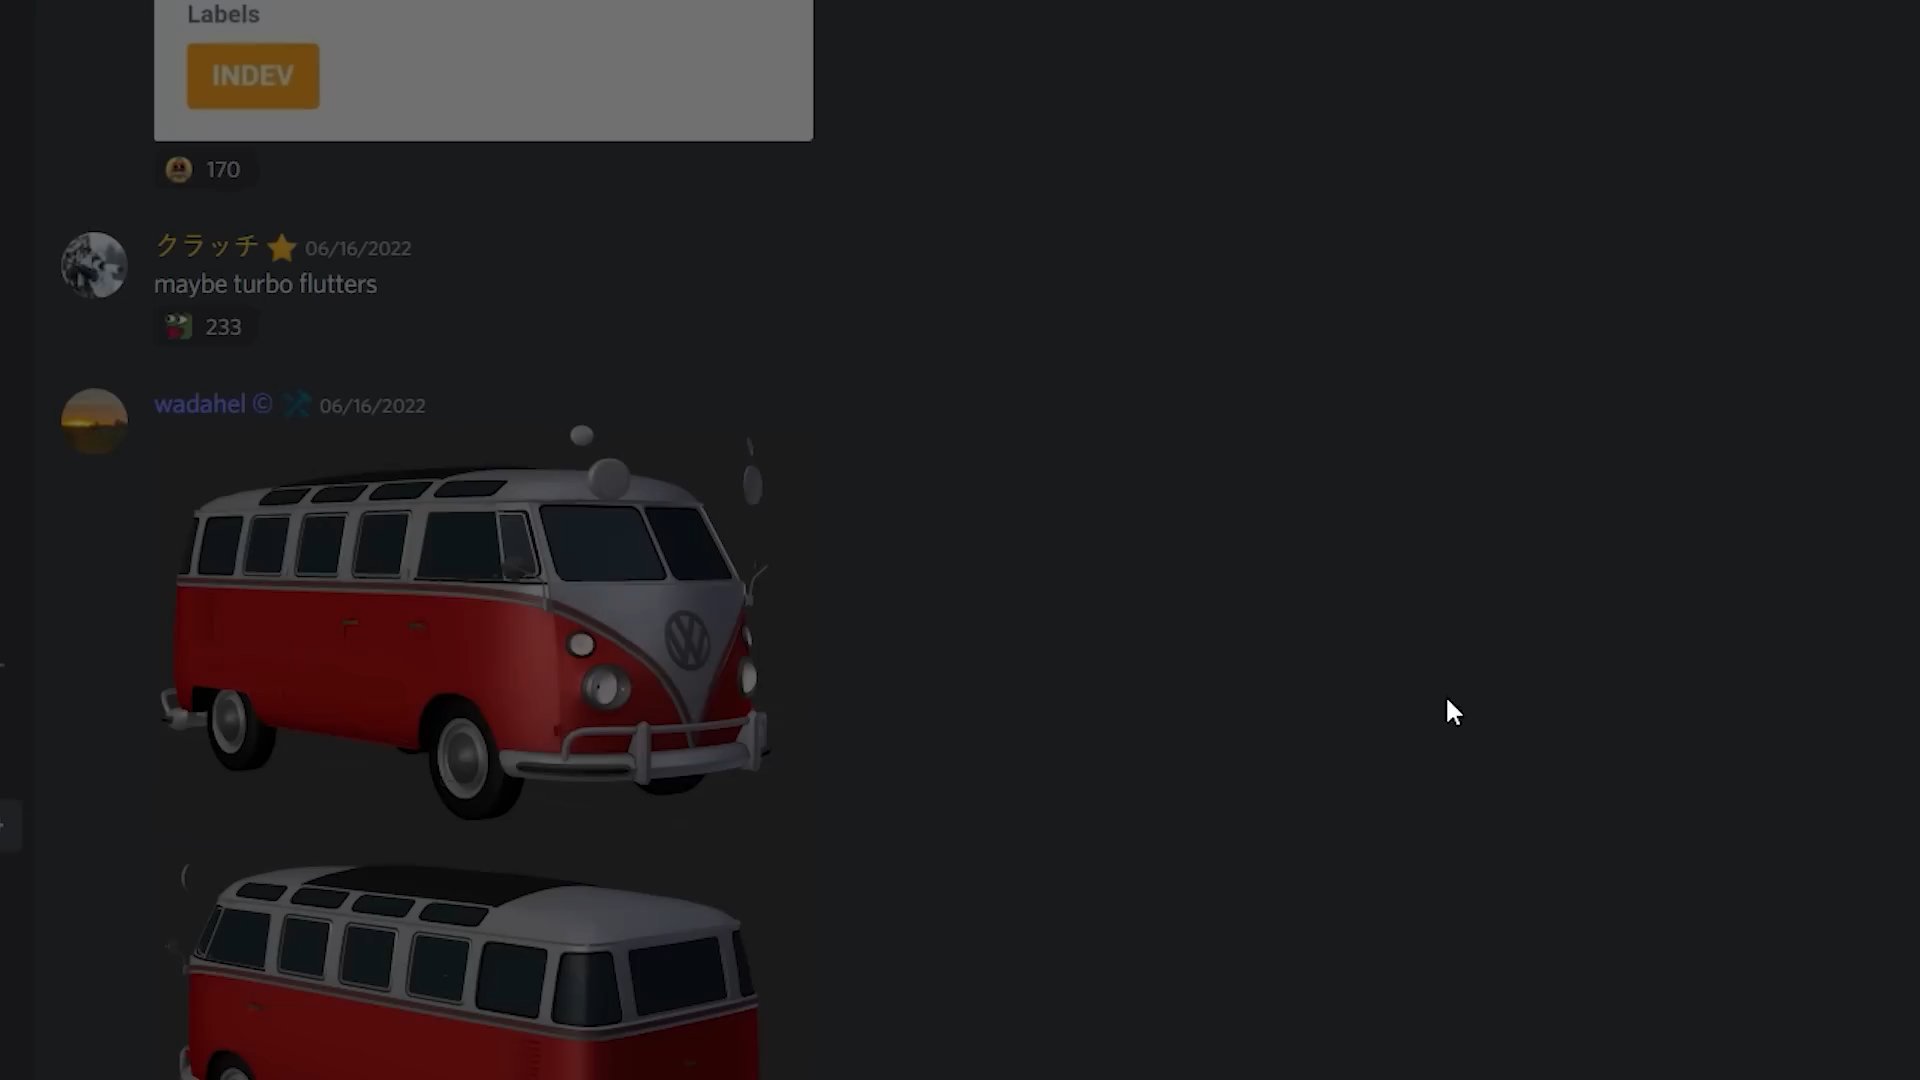 Labels
INDEV
170
クラッチ 06/16/2022
maybe turbo flutters
233
wadahel © 06/16/2022